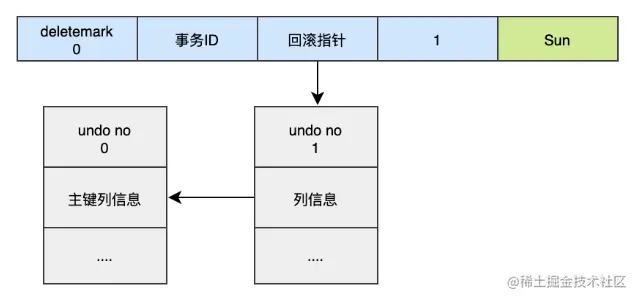 deletemark
0
事务ID
回滚指针
1
Sun
undo no
0
undo no
1
主键列信息
列信息
....
....
@稀土掘金技术社区